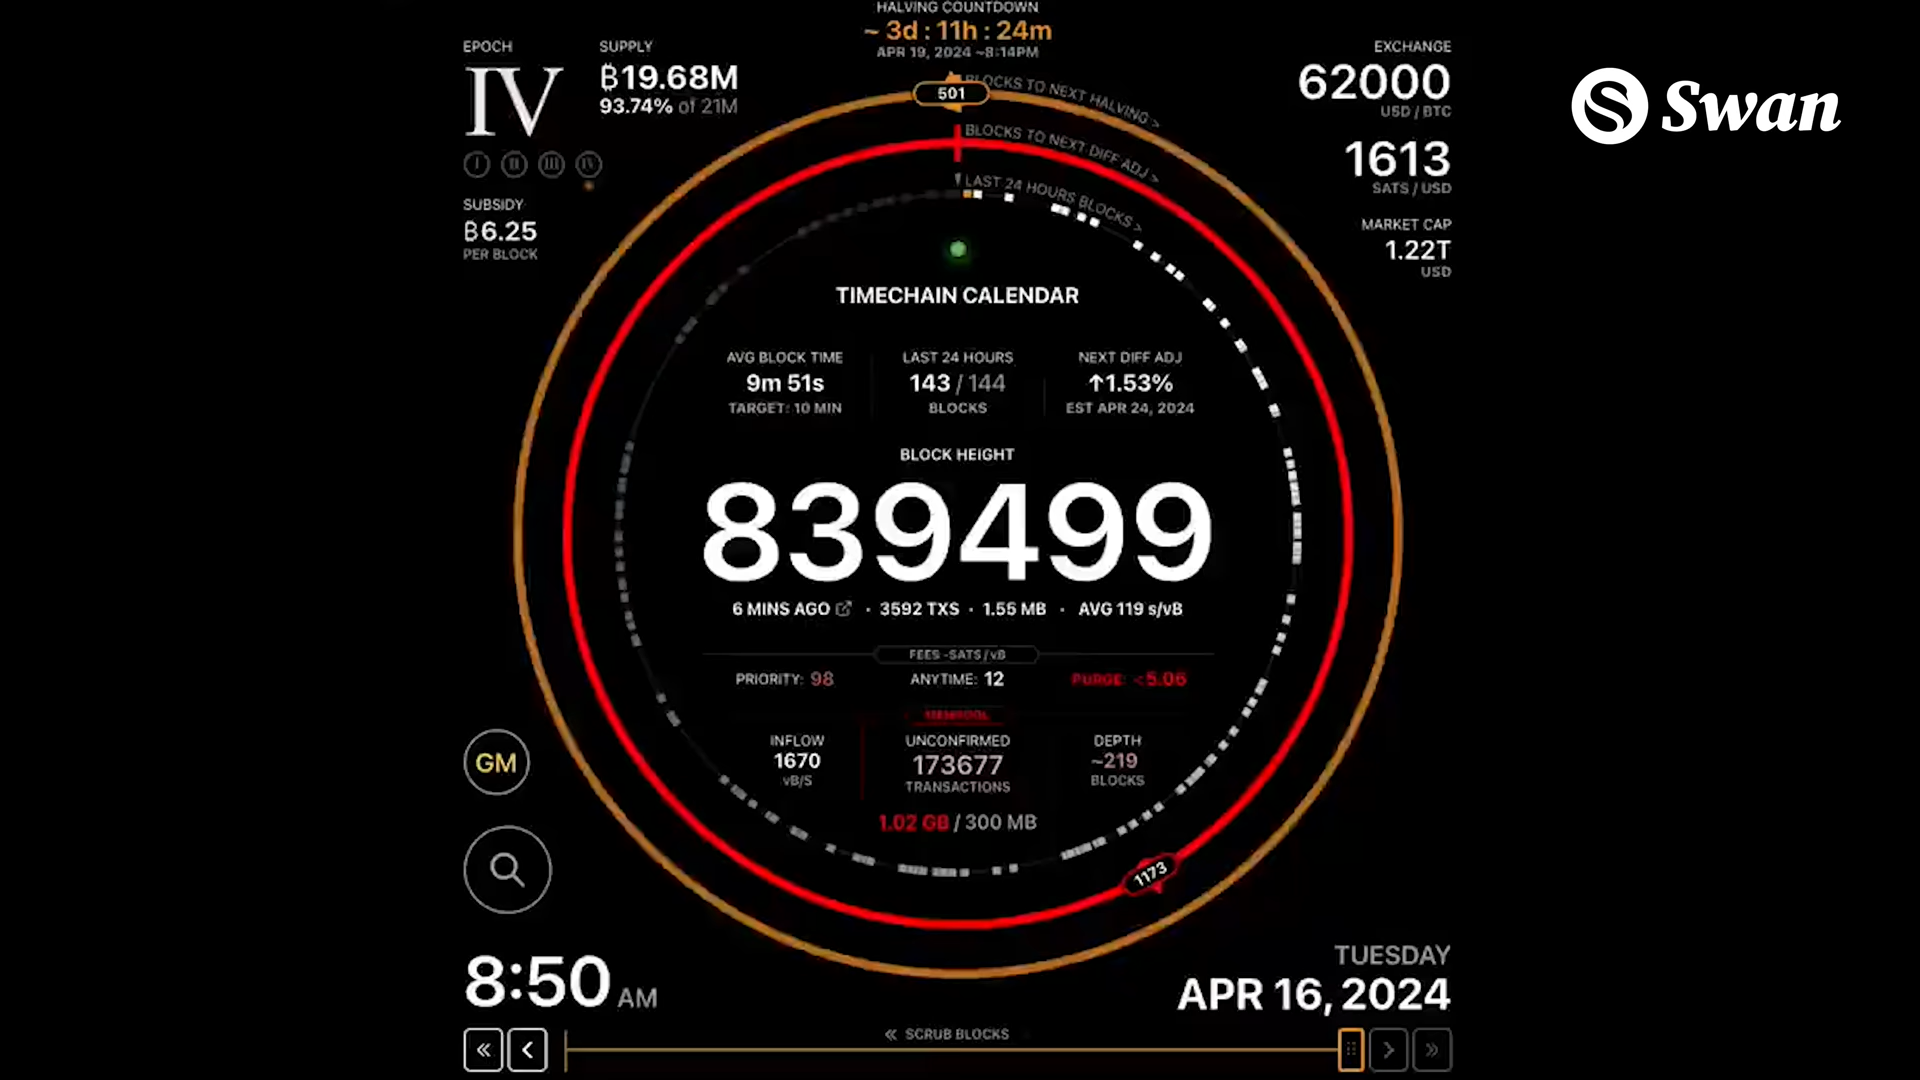 HALVING COUNTDOWN
~ 3d : 11h : 24m
APR 19, 2024 ~8:14PM
EPOCH
IV
I II III IV
SUPPLY
₿19.68M
93.74% of 21M
SUBSIDY
₿6.25
PER BLOCK
EXCHANGE
62000
USD / BTC
1613
SATS / USD
MARKET CAP
1.22T
USD
Swan
501
BLOCKS TO NEXT HALVING >
BLOCKS TO NEXT DIFF ADJ >
LAST 24 HOURS BLOCKS >
TIMECHAIN CALENDAR
AVG BLOCK TIME
9m 51s
TARGET: 10 MIN
LAST 24 HOURS
143 / 144
BLOCKS
NEXT DIFF ADJ
↑1.53%
EST APR 24, 2024
BLOCK HEIGHT
839499
6 MINS AGO · 3592 TXS · 1.55 MB · AVG 119 s/vB
FEES -SATS/vB
PRIORITY: 98
ANYTIME: 12
PURGE: <5.06
MEMPOOL
INFLOW
1670
vB/S
UNCONFIRMED
173677
TRANSACTIONS
DEPTH
~219
BLOCKS
1.02 GB / 300 MB
1173
GM
8:50 AM
TUESDAY
APR 16, 2024
« SCRUB BLOCKS